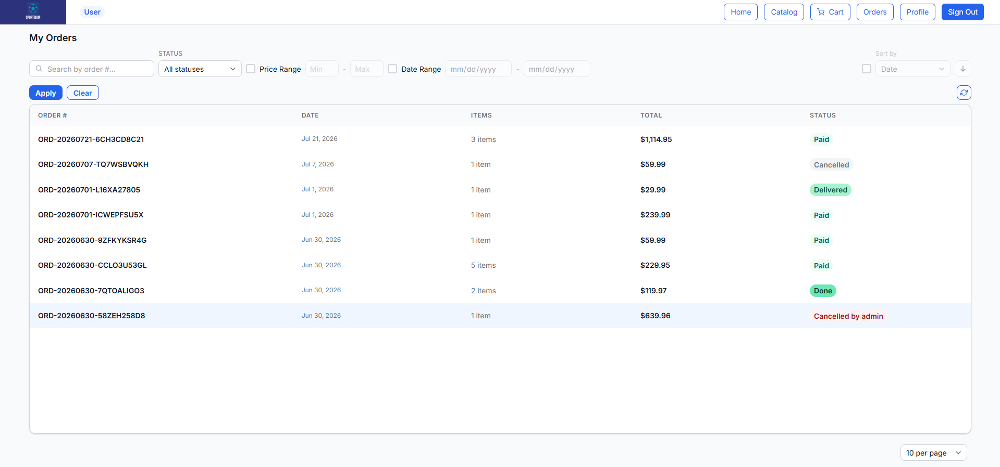 SPORTSHOP
User
Home
Catalog
Cart
Orders
Profile
Sign Out
My Orders
STATUS
Sort by
Search by order #...
All statuses
Price Range
Min - Max
Date Range
mm/dd/yyyy - mm/dd/yyyy
Date
Apply
Clear
ORDER # DATE ITEMS TOTAL STATUS
ORD-20260721-6CH3CD8C21 Jul 21, 2026 3 items $1,114.95 Paid
ORD-20260707-TQ7WSBVQKH Jul 7, 2026 1 item $59.99 Cancelled
ORD-20260701-L16XA27805 Jul 1, 2026 1 item $29.99 Delivered
ORD-20260701-ICWEPFSU5X Jul 1, 2026 1 item $239.99 Paid
ORD-20260630-9ZFKYKSR4G Jun 30, 2026 1 item $59.99 Paid
ORD-20260630-CCLO3U53GL Jun 30, 2026 5 items $229.95 Paid
ORD-20260630-7QTOALIGO3 Jun 30, 2026 2 items $119.97 Done
ORD-20260630-58ZEH258D8 Jun 30, 2026 1 item $639.96 Cancelled by admin
10 per page